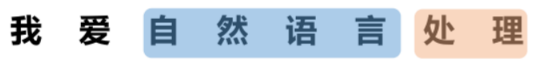 我 爱 自 然 语 言 处 理